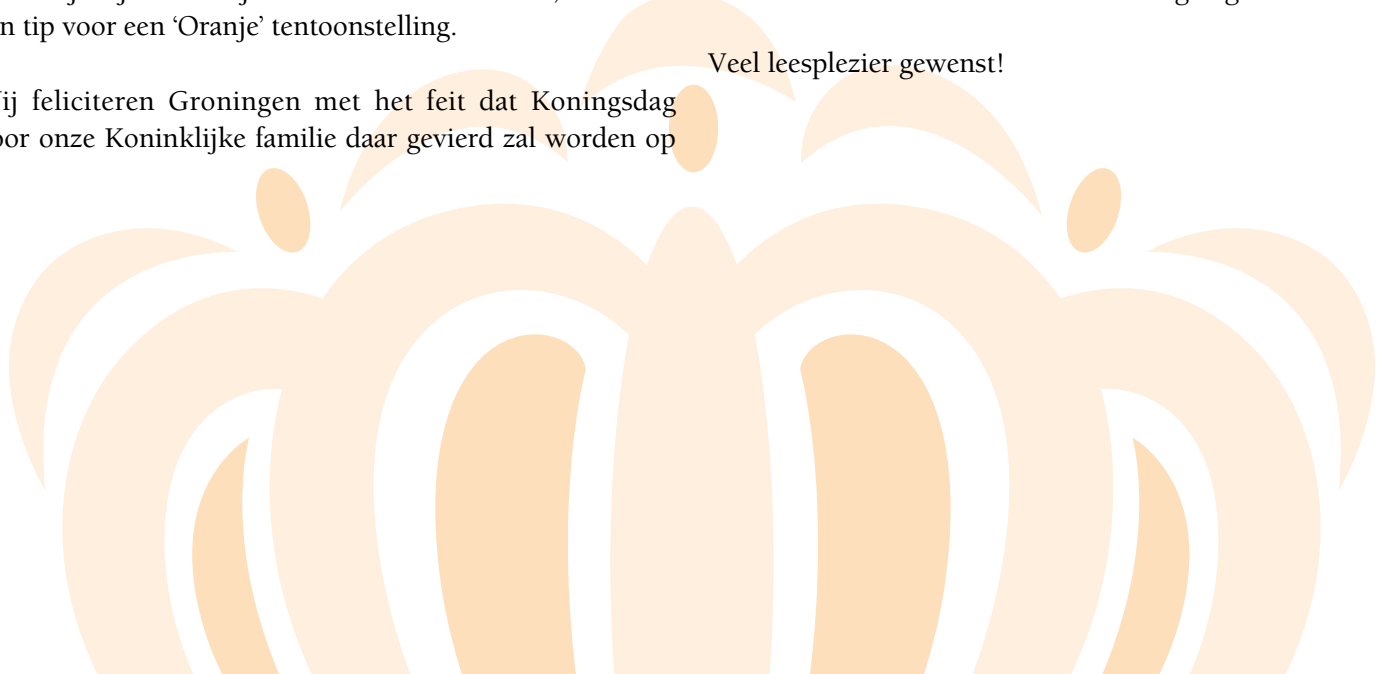 n tip voor een ‘Oranje’ tentoonstelling.
ij feliciteren Groningen met het feit dat Koningsdag
oor onze Koninklijke familie daar gevierd zal worden op
Veel leesplezier gewenst!